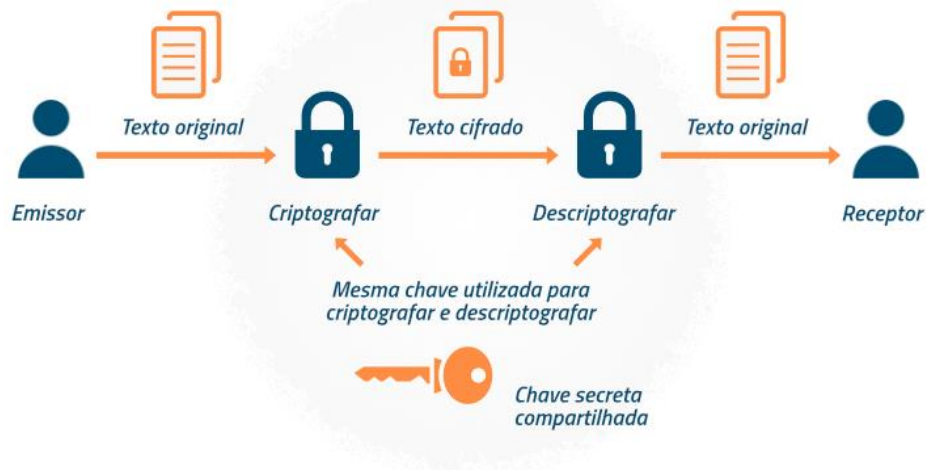 Texto original
Texto cifrado
Texto original
Emissor
Criptografar
Descriptografar
Receptor
Mesma chave utilizada para
criptografar e descriptografar
Chave secreta
compartilhada